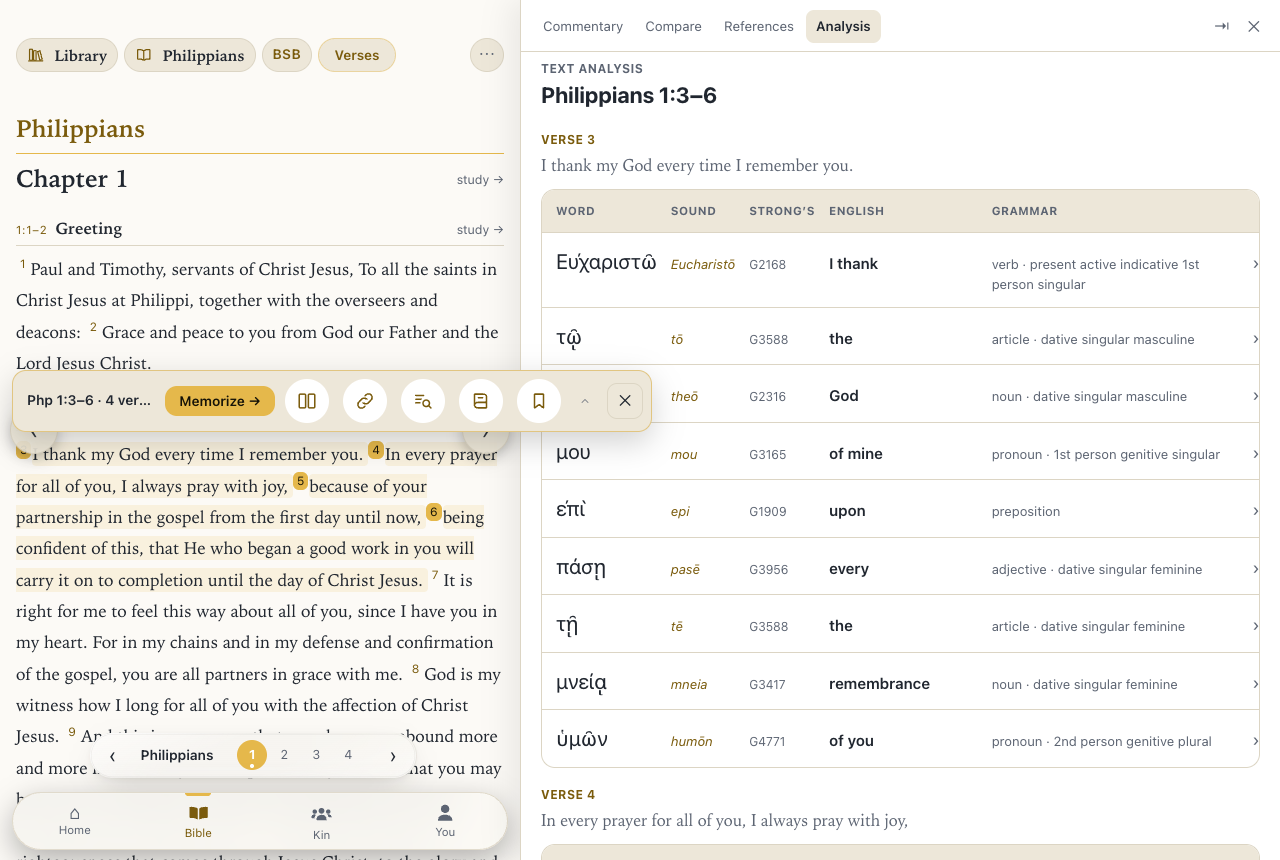 Library
Philippians
BSB
Verses
Philippians
Chapter 1
study →
1:1–2 Greeting
study →
1 Paul and Timothy, servants of Christ Jesus, To all the saints in
Christ Jesus at Philippi, together with the overseers and
deacons: 2 Grace and peace to you from God our Father and the
Lord Jesus Christ.
Php 1:3–6 · 4 ver...
Memorize →
I thank my God every time I remember you. 4 In every prayer
for all of you, I always pray with joy, 5 because of your
partnership in the gospel from the first day until now, 6 being
confident of this, that He who began a good work in you will
carry it on to completion until the day of Christ Jesus. 7 It is
right for me to feel this way about all of you, since I have you in
my heart. For in my chains and in my defense and confirmation
of the gospel, you are all partners in grace with me. 8 God is my
witness how I long for all of you with the affection of Christ
Jesus. 9 more
and more that you may
‹ Philippians 1 2 3 4 ›
Home
Bible
Kin
You
Commentary
Compare
References
Analysis
TEXT ANALYSIS
Philippians 1:3–6
VERSE 3
I thank my God every time I remember you.
WORD SOUND STRONG'S ENGLISH GRAMMAR
Εὐχαριστῶ Eucharistō G2168 I thank verb · present active indicative 1st
person singular
τῷ tō G3588 the article · dative singular masculine
theō G2316 God noun · dative singular masculine
μου mou G3165 of mine pronoun · 1st person genitive singular
ἐπὶ epi G1909 upon preposition
πάσῃ pasē G3956 every adjective · dative singular feminine
τῇ tē G3588 the article · dative singular feminine
μνείᾳ mneia G3417 remembrance noun · dative singular feminine
ὑμῶν humōn G4771 of you pronoun · 2nd person genitive plural
VERSE 4
In every prayer for all of you, I always pray with joy,